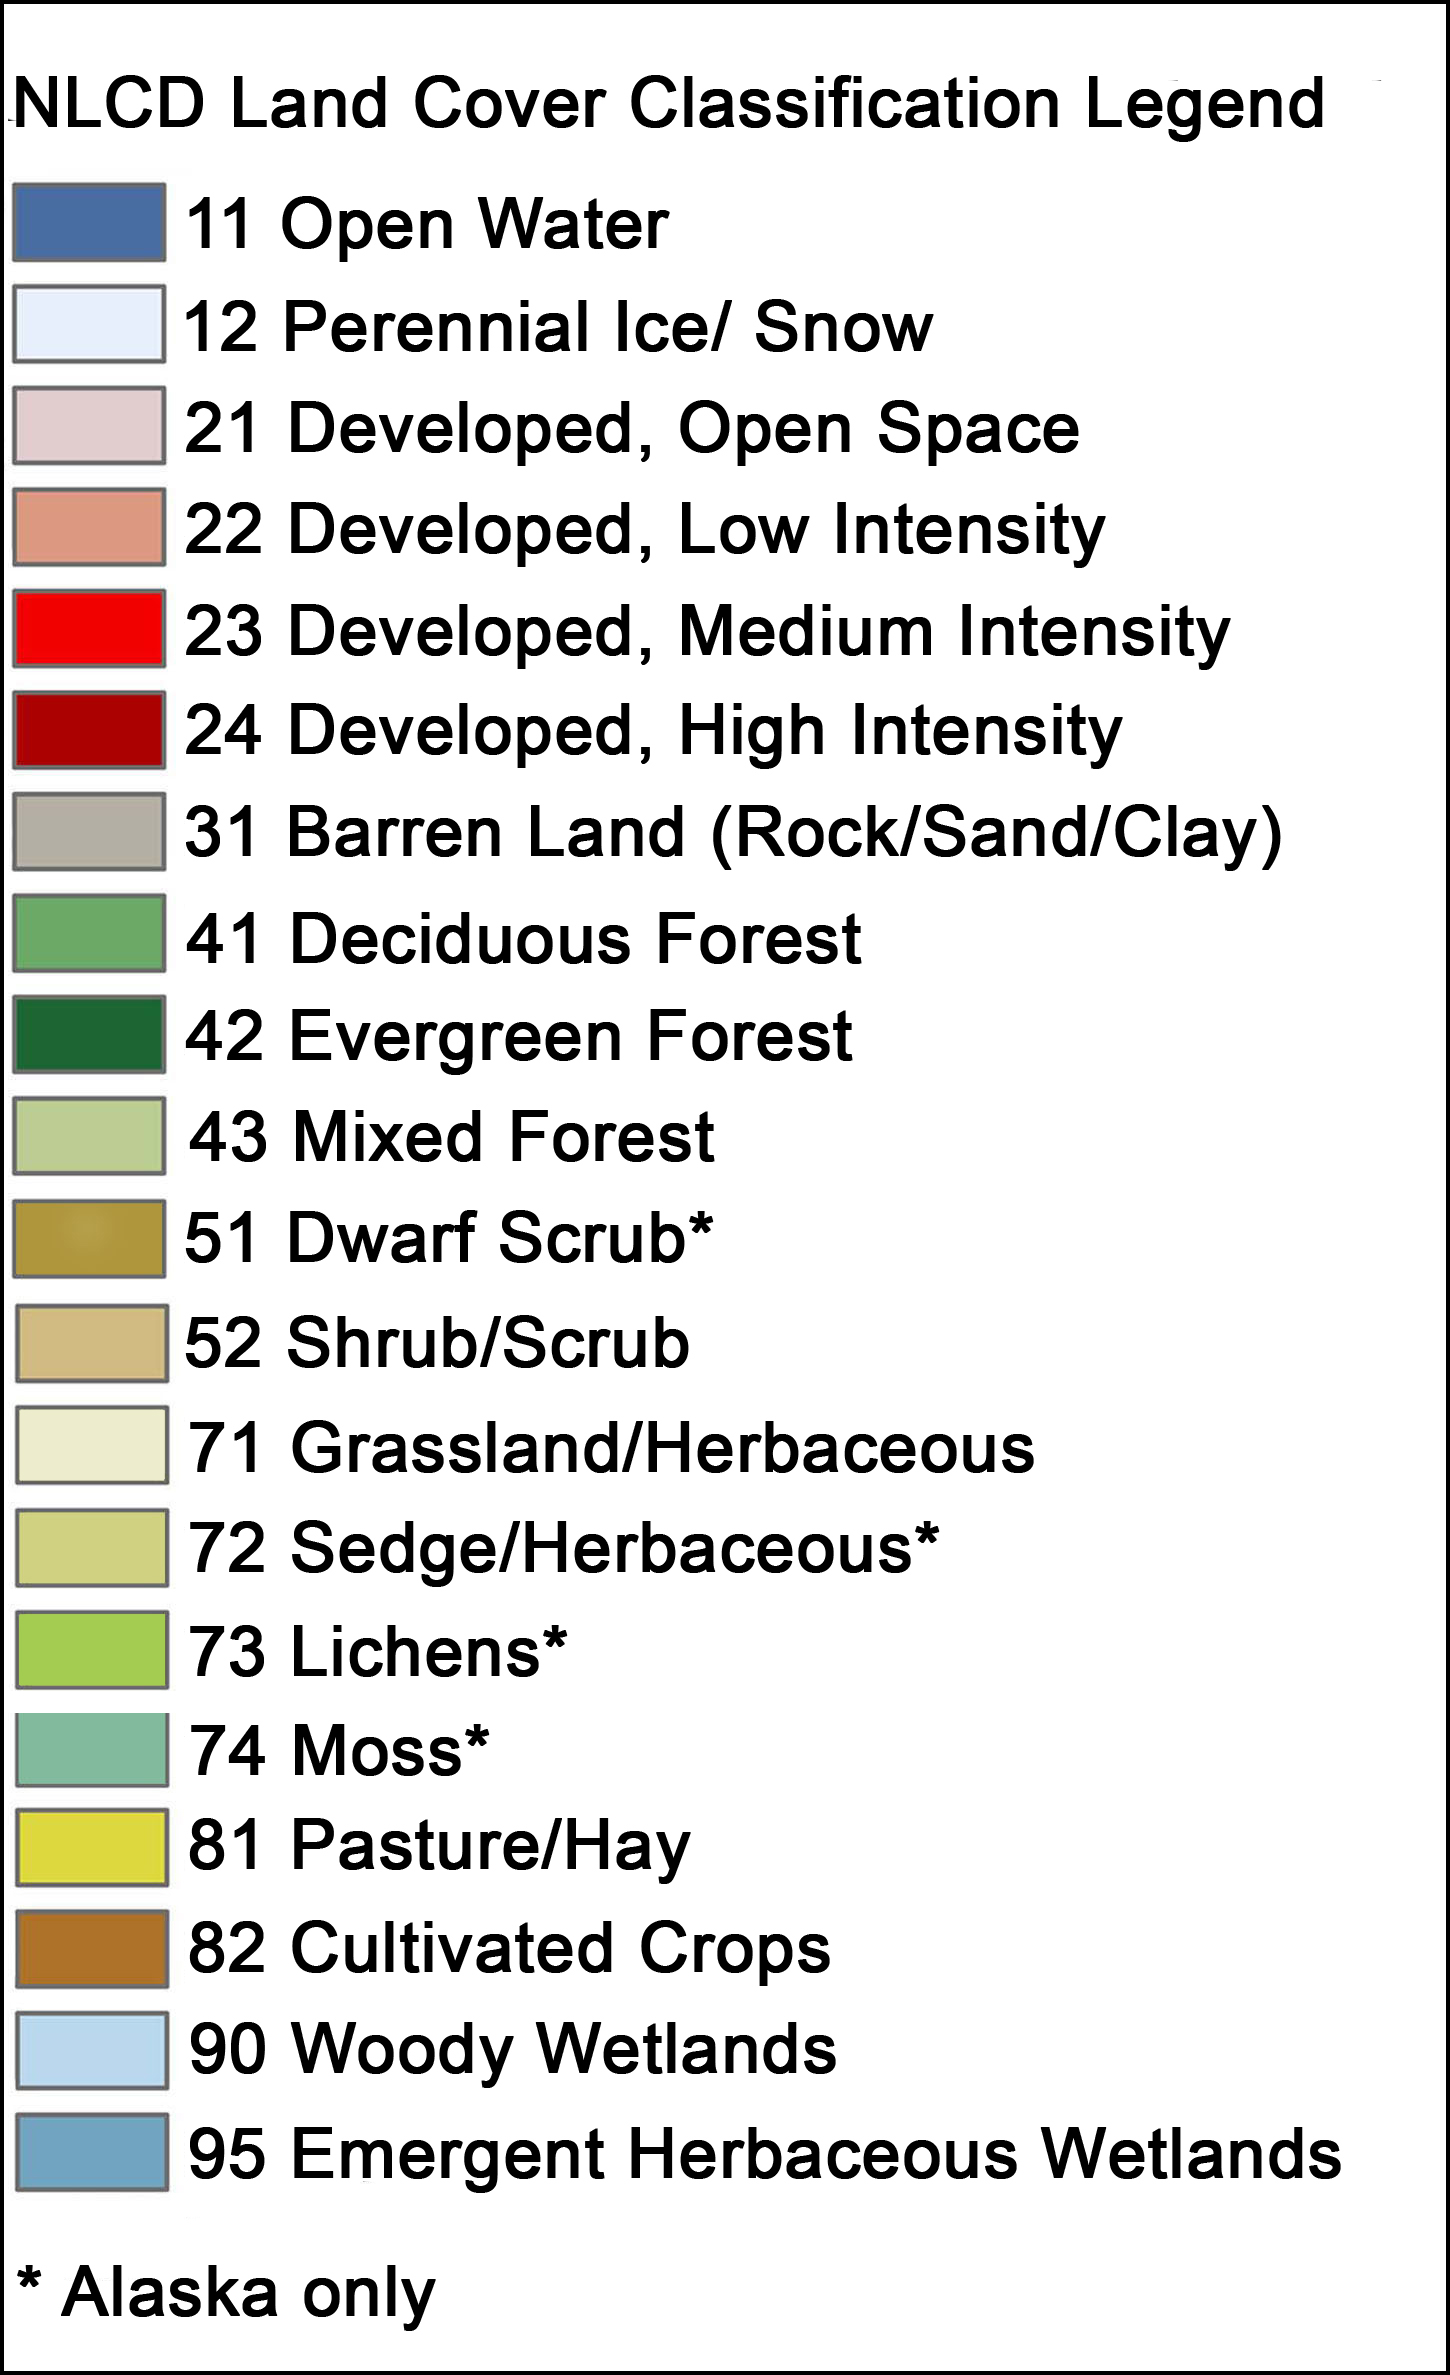 NLCD Land Cover Classification Legend
11 Open Water
12 Perennial Ice/ Snow
21 Developed, Open Space
22 Developed, Low Intensity
23 Developed, Medium Intensity
24 Developed, High Intensity
31 Barren Land (Rock/Sand/Clay)
41 Deciduous Forest
42 Evergreen Forest
43 Mixed Forest
51 Dwarf Scrub*
52 Shrub/Scrub
71 Grassland/Herbaceous
72 Sedge/Herbaceous*
73 Lichens*
74 Moss*
81 Pasture/Hay
82 Cultivated Crops
90 Woody Wetlands
95 Emergent Herbaceous Wetlands
* Alaska only